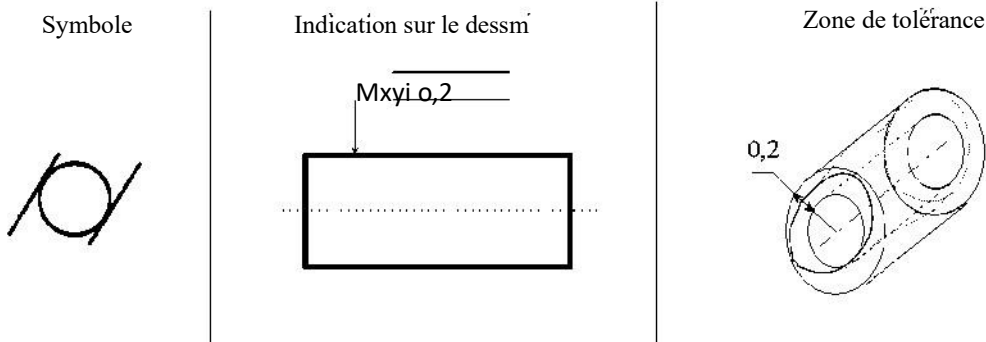 Symbole
Indication sur le dessm
Zone de tolérance
Mxyi o,2
0,2